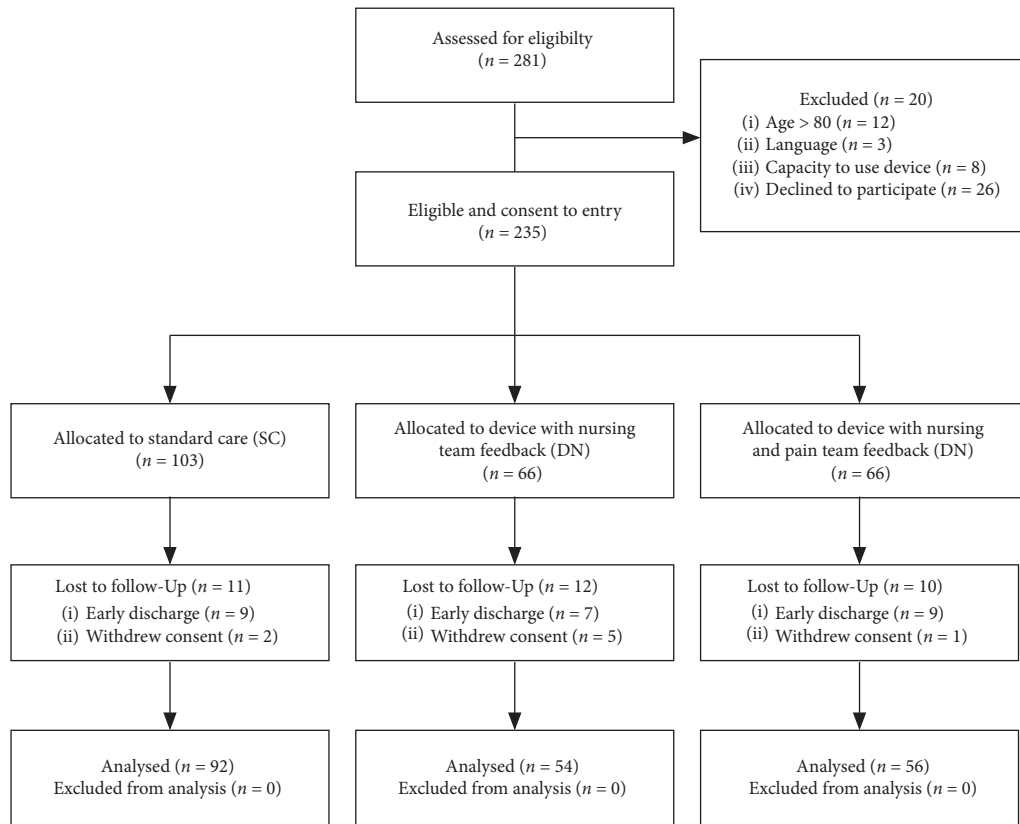 Assessed for eligibilty
(n = 281)
Excluded (n = 20)
(i) Age > 80 (n = 12)
(ii) Language (n = 3)
(iii) Capacity to use device (n = 8)
(iv) Declined to participate (n = 26)
Eligible and consent to entry
(n = 235)
Allocated to standard care (SC)
(n = 103)
Allocated to device with nursing
team feedback (DN)
(n = 66)
Allocated to device with nursing
and pain team feedback (DN)
(n = 66)
Lost to follow-Up (n = 11)
(i) Early discharge (n = 9)
(ii) Withdrew consent (n = 2)
Lost to follow-Up (n = 12)
(i) Early discharge (n = 7)
(ii) Withdrew consent (n = 5)
Lost to follow-Up (n = 10)
(i) Early discharge (n = 9)
(ii) Withdrew consent (n = 1)
Analysed (n = 92)
Excluded from analysis (n = 0)
Analysed (n = 54)
Excluded from analysis (n = 0)
Analysed (n = 56)
Excluded from analysis (n = 0)